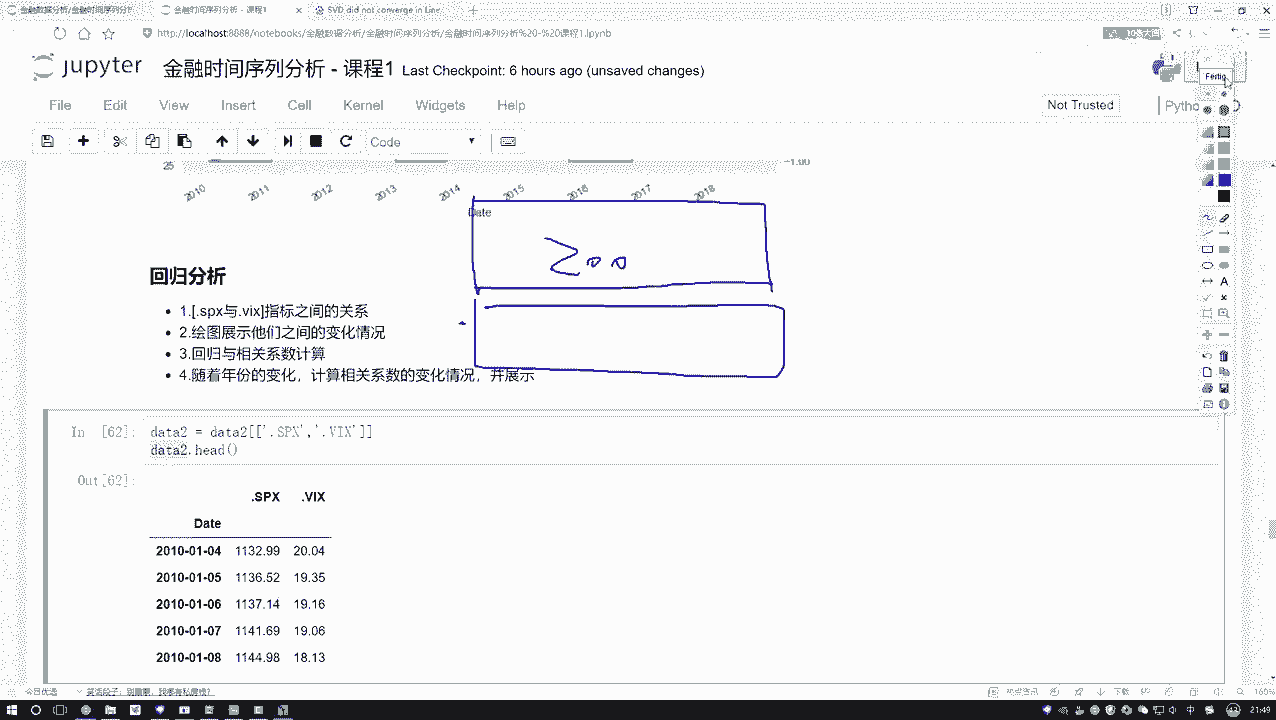 金融数据分析/金融时间序列分 金融时间序列分析 - 课程1 × SVD did not converge in Line
http://localhost:8888/notebooks/金融数据分析/金融时间序列分析/金融时间序列分析%20-%20课程1.ipynb
jupyter 金融时间序列分析 - 课程1 Last Checkpoint: 6 hours ago (unsaved changes)
Fertig
File Edit View Insert Cell Kernel Widgets Help Not Trusted Pytho
Code
25 -1.00
2010 2011 2012 2013 2014 2015 2016 2017 2018
Date
200
回归分析
1.[.spx与.vix]指标之间的关系
2.绘图展示他们之间的变化情况
3.回归与相关系数计算
4.随着年份的变化，计算相关系数的变化情况，并展示
In [62]: data2 = data2[['.SPX','.VIX']]
data2.head()
Out[62]:
.SPX .VIX
Date
2010-01-04 1132.99 20.04
2010-01-05 1136.52 19.35
2010-01-06 1137.14 19.16
2010-01-07 1141.69 19.06
2010-01-08 1144.98 18.13
今日优选 下载 160%
中 21:49